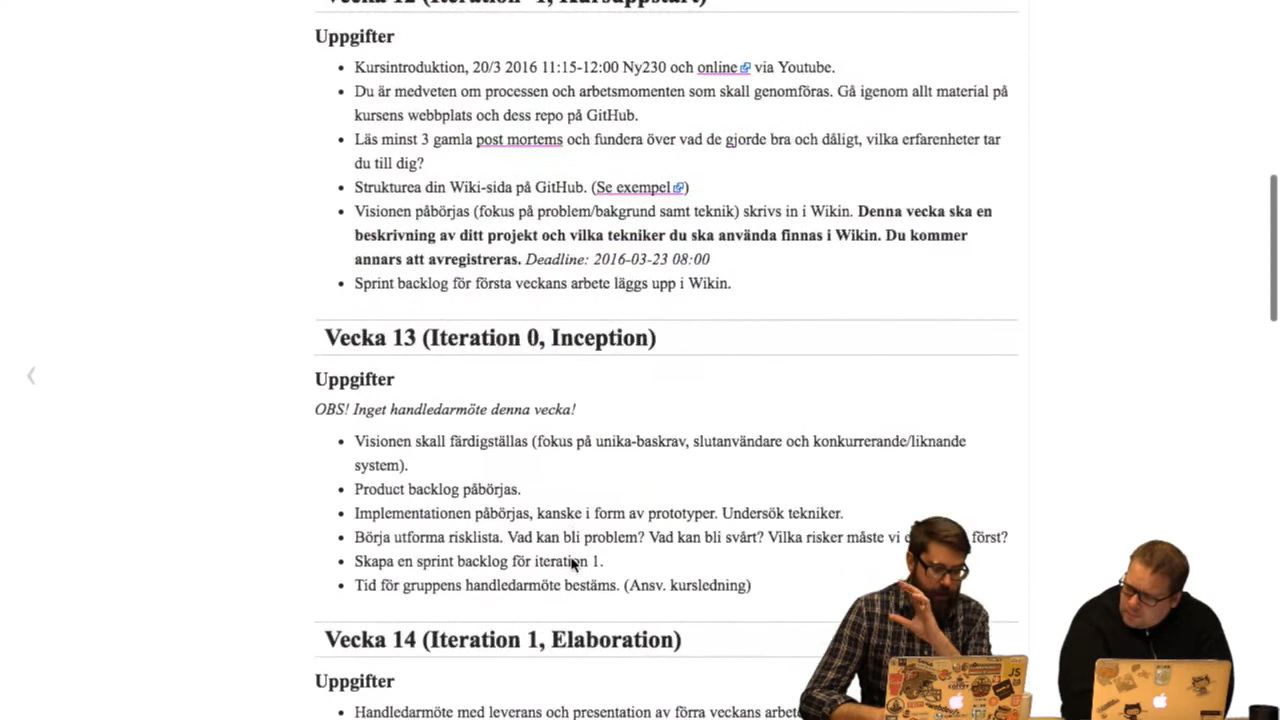 Uppgifter
Kursintroduktion, 20/3 2016 11:15-12:00 Ny230 och online via Youtube.
Du är medveten om processen och arbetsmomenten som skall genomföras. Gå igenom allt material på
kursens webbplats och dess repo på GitHub.
Läs minst 3 gamla post mortems och fundera över vad de gjorde bra och dåligt, vilka erfarenheter tar
du till dig?
Strukturea din Wiki-sida på GitHub. (Se exempel)
Visionen påbörjas (fokus på problem/bakgrund samt teknik) skrivs in i Wikin. Denna vecka ska en
beskrivning av ditt projekt och vilka tekniker du ska använda finnas i Wikin. Du kommer
annars att avregistreras. Deadline: 2016-03-23 08:00
Sprint backlog för första veckans arbete läggs upp i Wikin.
Vecka 13 (Iteration 0, Inception)
Uppgifter
OBS! Inget handledarmöte denna vecka!
Visionen skall färdigställas (fokus på unika-baskrav, slutanvändare och konkurrerande/liknande
system).
Product backlog påbörjas.
Implementationen påbörjas, kanske i form av prototyper. Undersök tekniker.
Börja utforma risklista. Vad kan bli problem? Vad kan bli svårt? Vilka risker måste vi först?
Skapa en sprint backlog för iteration 1.
Tid för gruppens handledarmöte bestäms. (Ansv. kursledning)
Vecka 14 (Iteration 1, Elaboration)
Uppgifter
Handledarmöte med leverans och presentation av förra veckans
JS